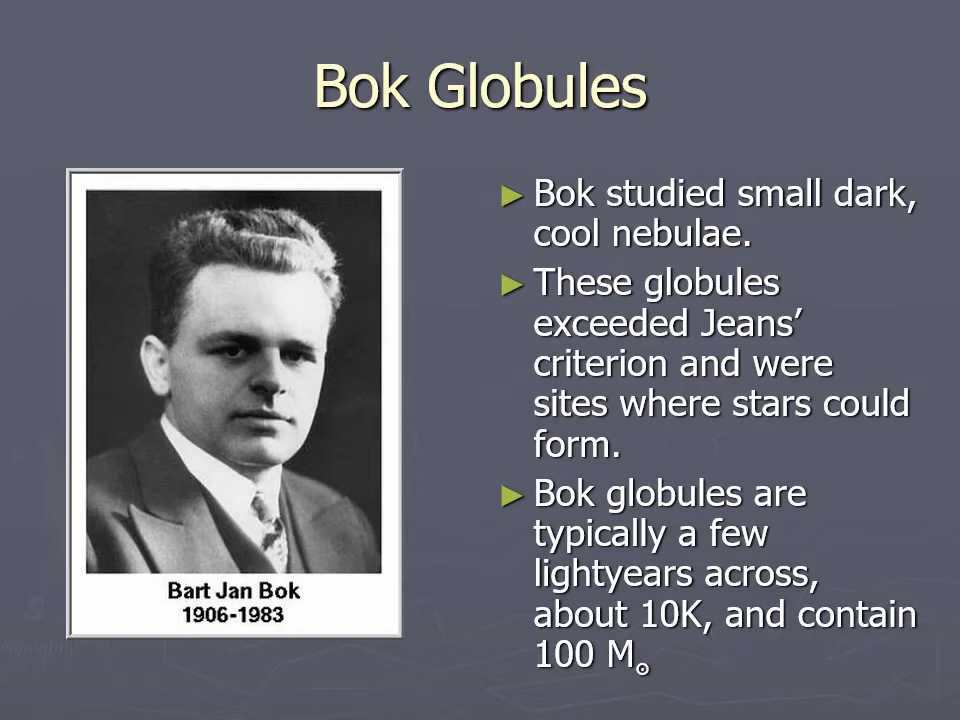 Bok Globules
Bart Jan Bok
1906-1983
► Bok studied small dark,
cool nebulae.
► These globules
exceeded Jeans’
criterion and were
sites where stars could
form.
► Bok globules are
typically a few
lightyears across,
about 10K, and contain
100 M⊙